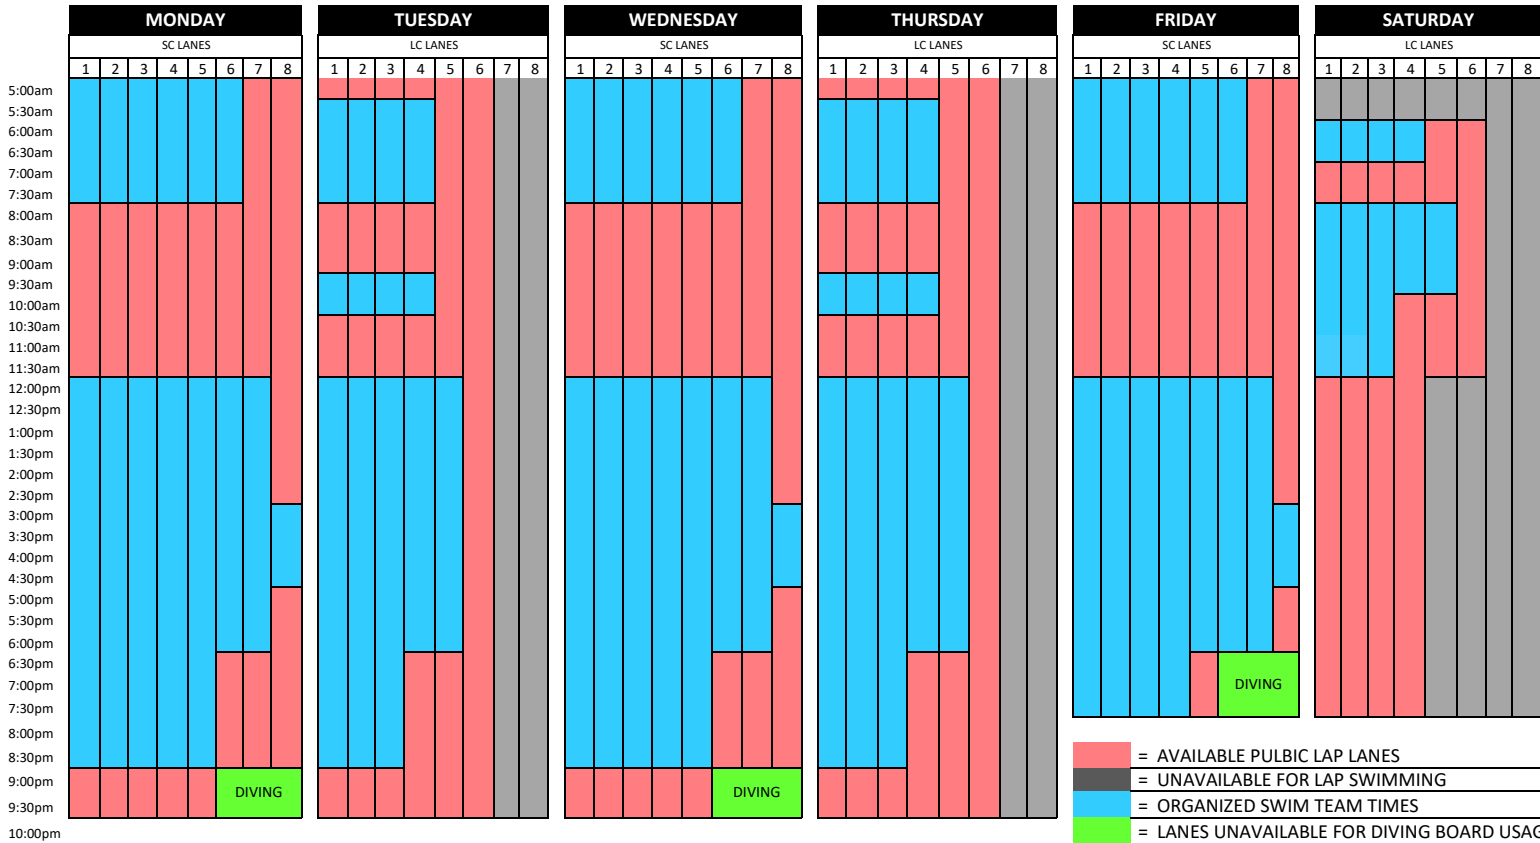 MONDAY TUESDAY WEDNESDAY THURSDAY FRIDAY SATURDAY
SC LANES LC LANES SC LANES LC LANES SC LANES LC LANES
1 2 3 4 5 6 7 8 1 2 3 4 5 6 7 8 1 2 3 4 5 6 7 8 1 2 3 4 5 6 7 8 1 2 3 4 5 6 7 8 1 2 3 4 5 6 7 8
5:00am
5:30am
6:00am
6:30am
7:00am
7:30am
8:00am
8:30am
9:00am
9:30am
10:00am
10:30am
11:00am
11:30am
12:00pm
12:30pm
1:00pm
1:30pm
2:00pm
2:30pm
3:00pm
3:30pm
4:00pm
4:30pm
5:00pm
5:30pm
6:00pm
6:30pm
7:00pm DIVING
7:30pm
8:00pm
8:30pm
9:00pm
DIVING DIVING
9:30pm
10:00pm
= AVAILABLE PULBIC LAP LANES
= UNAVAILABLE FOR LAP SWIMMING
= ORGANIZED SWIM TEAM TIMES
= LANES UNAVAILABLE FOR DIVING BOARD USAG